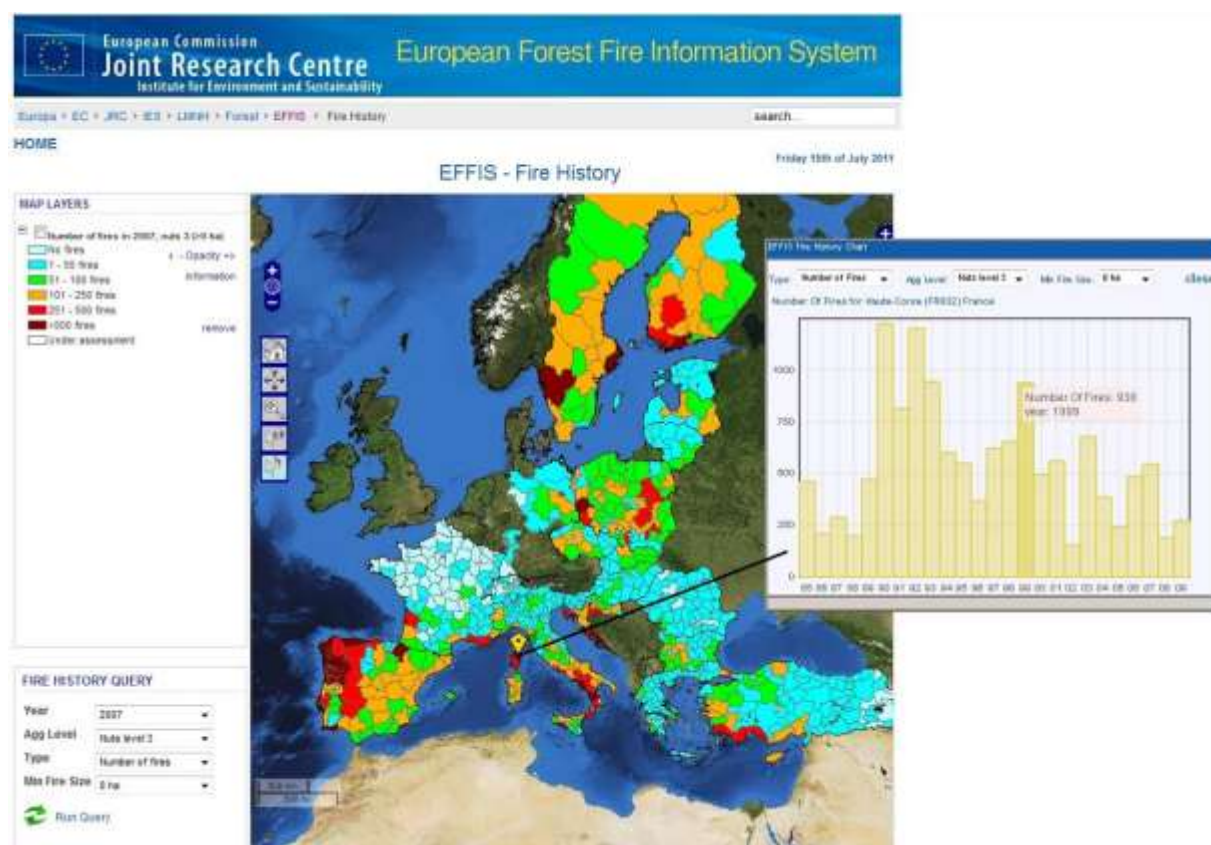 European Commission
Joint Research Centre
Institute for Environment and Sustainability
European Forest Fire Information System
Europa EC JRC IES LMNH Forest EFFIS Fire History
search...
HOME
Friday 15th of July 2011
EFFIS - Fire History
MAP LAYERS
Number of fires in 2007, nuts 3 (>0 ha)
No fires
1 - 50 fires
51 - 100 fires
101 - 250 fires
251 - 500 fires
>500 fires
Under assessment
+ - Opacity +>
Information
remove
EFFIS Fire History Chart
Type: Number of Fires Agg Level: Nuts level 3 Min Fire Size: 0 ha close
Number Of Fires for Haute-Corse (FR832) France
1000
750
500
250
0
Number Of Fires: 938
year: 1999
85 86 87 88 89 90 91 92 93 94 95 96 97 98 99 00 01 02 03 04 05 06 07 08 09
FIRE HISTORY QUERY
Year 2007
Agg Level Nuts level 3
Type Number of fires
Min Fire Size 0 ha
Run Query